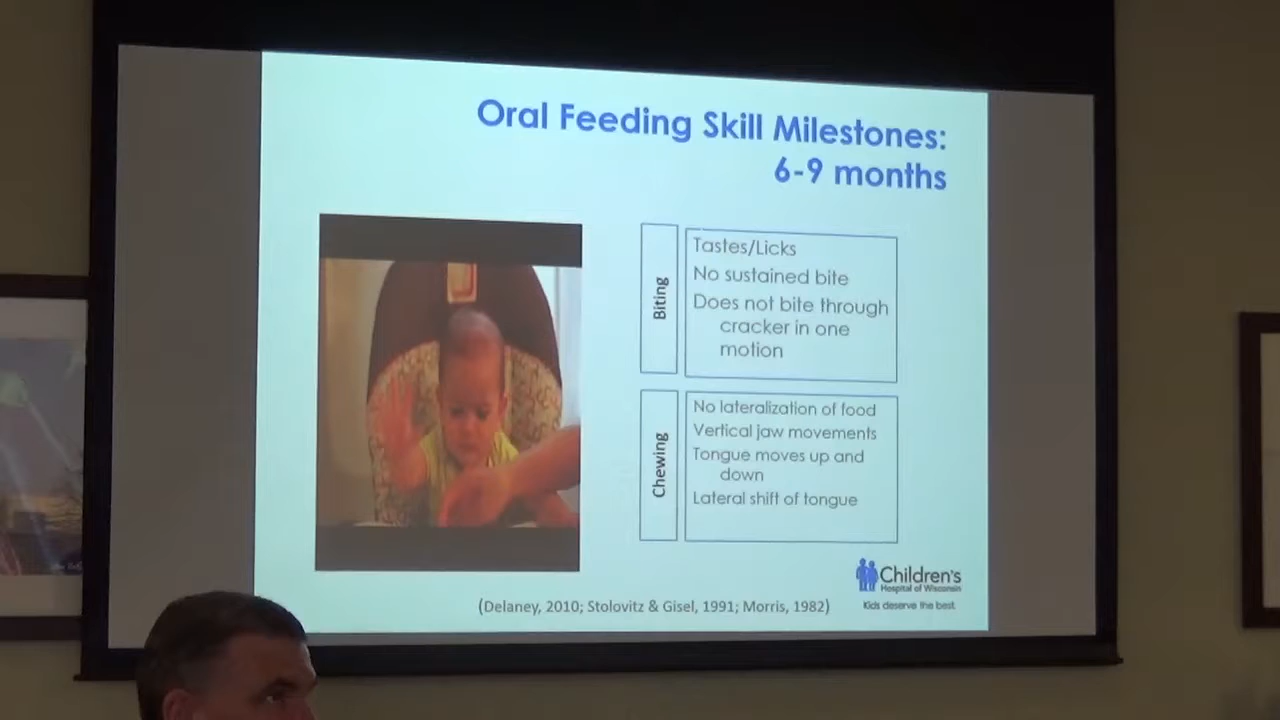 Oral Feeding Skill Milestones:
6-9 months
Biting
Tastes/Licks
No sustained bite
Does not bite through
cracker in one
motion
Chewing
No lateralization of food
Vertical jaw movements
Tongue moves up and
down
Lateral shift of tongue
Children's
Hospital of Wisconsin
Kids deserve the best.
(Delaney, 2010; Stolovitz & Gisel, 1991; Morris, 1982)